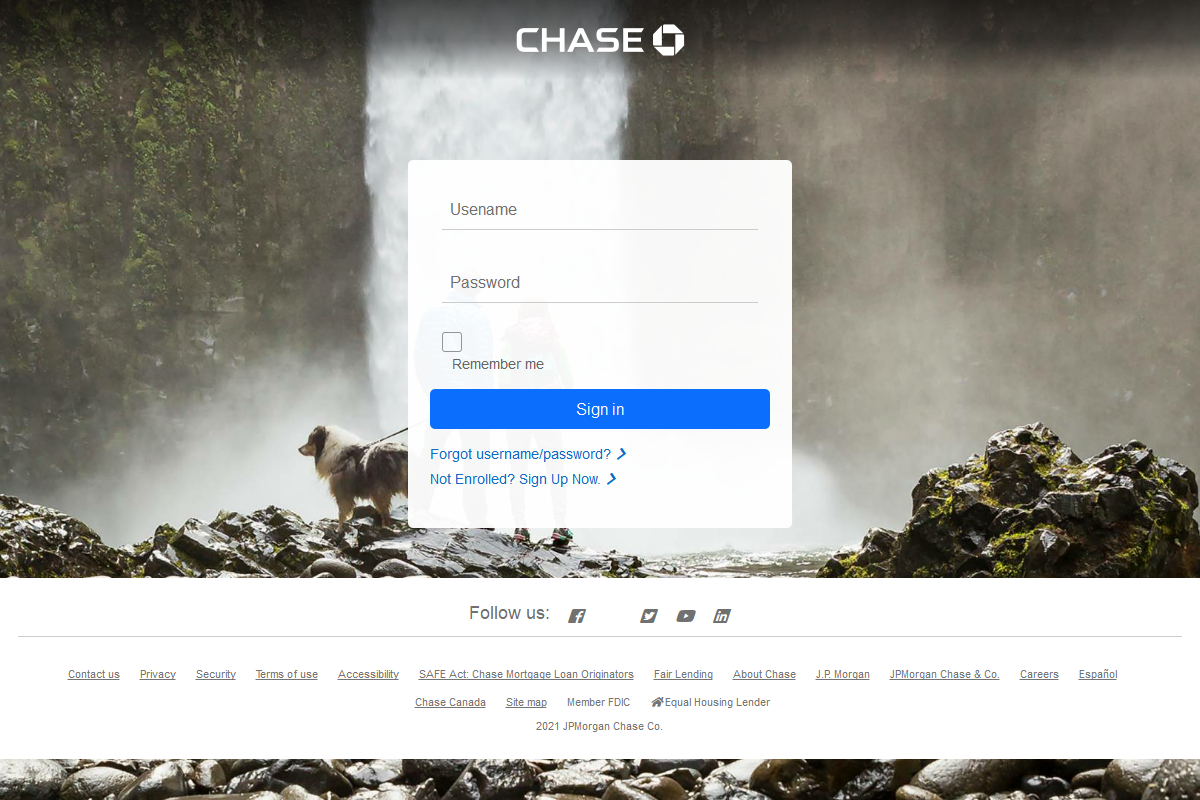 CHASE
Usename
Password
Remember me
Sign in
Forgot username/password?
Not Enrolled? Sign Up Now.
Follow us:
Contact us Privacy Security Terms of use Accessibility SAFE Act: Chase Mortgage Loan Originators Fair Lending About Chase J.P. Morgan JPMorgan Chase & Co. Careers Español
Chase Canada Site map Member FDIC Equal Housing Lender
2021 JPMorgan Chase Co.